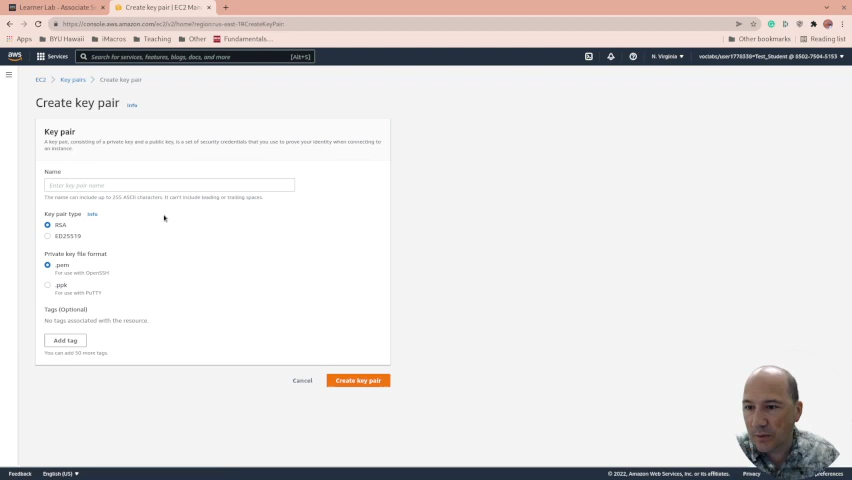 Learner Lab - Associate Se
Create key pair | EC2 Man
https://console.aws.amazon.com/ec2/v2/home?region=us-east-1#CreateKeyPair:
Apps
BYU Hawaii
iMacros
Teaching
Other
Fundamentals...
Other bookmarks
Reading list
aws
Services
Search for services, features, blogs, docs, and more
[Alt+S]
N. Virginia
EC2
Key pairs
Create key pair
Create key pair
Info
Key pair
A key pair, consisting of a private key and a public key, is a set of security credentials that you use to prove your identity when connecting to
an instance.
Name
Enter key pair name
The name can include up to 255 ASCII characters. It can't include leading or trailing spaces.
Key pair type
Info
RSA
ED25519
Private key file format
.pem
For use with OpenSSH
.ppk
For use with PuTTY
Tags (Optional)
No tags associated with the resource.
Add tag
You can add 50 more tags.
Cancel
Create key pair
Feedback
English (US)
© 2022, Amazon Web Services, Inc. or its affiliates.
Privacy